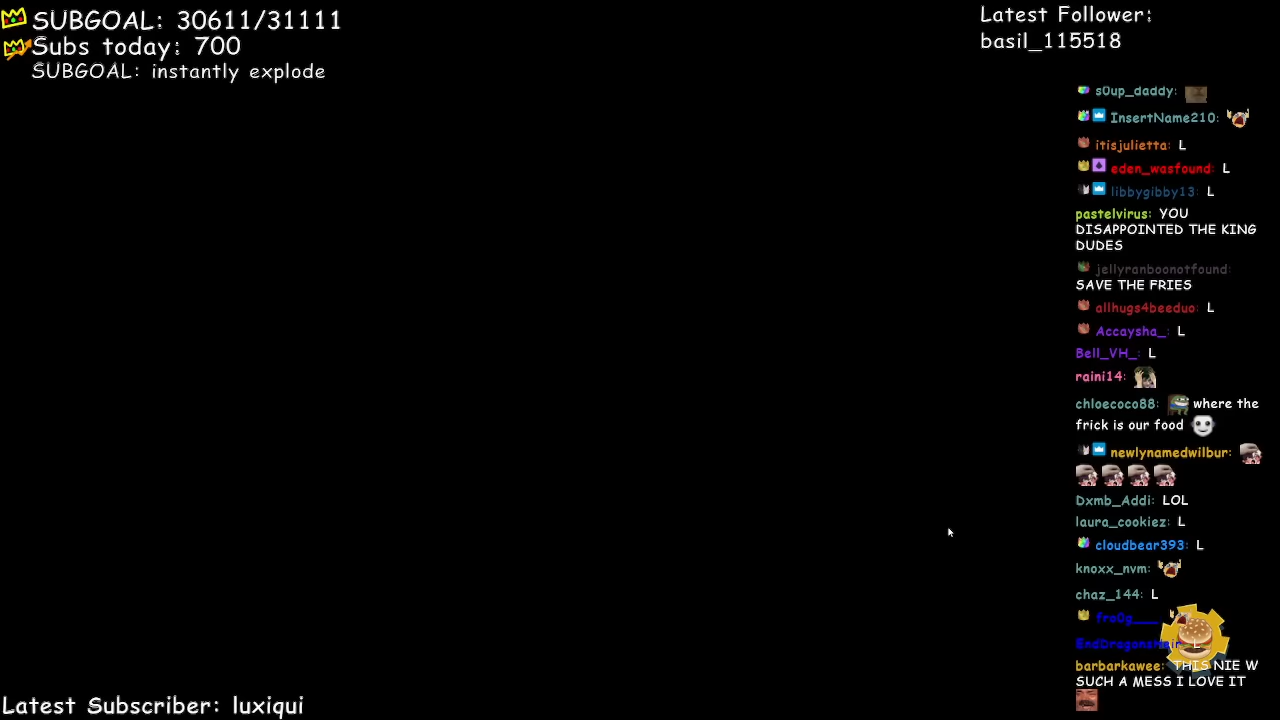 SUBGOAL: 30611/31111
Subs today: 700
SUBGOAL: instantly explode
Latest Follower:
basil_115518
s0up_daddy:
InsertName210:
itisjulietta: L
eden_wasfound: L
libbygibby13: L
pastelvirus: YOU
DISAPPOINTED THE KING
DUDES
jellyranboonotfound:
SAVE THE FRIES
allhugs4beeduo: L
Accaysha_: L
Bell_VH_: L
raini14:
chloecoco88: where the
frick is our food
newlynamedwilbur:
Dxmb_Addi: LOL
laura_cookiez: L
cloudbear393: L
knoxx_nvm:
chaz_144: L
fro0g___
L
barbarkawee: THIS NIE W
SUCH A MESS I LOVE IT
Latest Subscriber: luxiqui